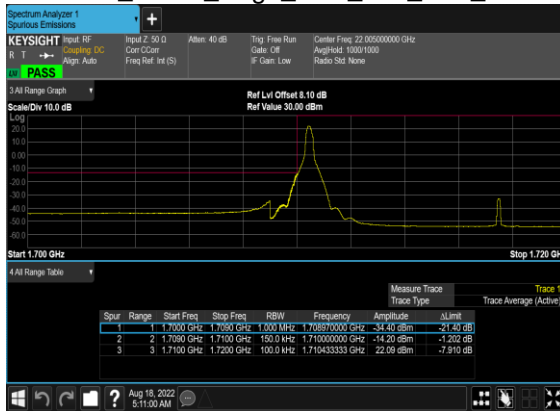 Spectrum Analyzer 1
Spurious Emissions
KEYSIGHT Input: RF Input Z: 50 Ω Atten: 40 dB Trig: Free Run Center Freq: 22.005000000 GHz
R T Coupling: DC Corr CCorr Gate: Off Avg|Hold: 1000/1000
Align: Auto Freq Ref: Int (S) IF Gain: Low Radio Std: None
PASS
3 All Range Graph
Ref Lvl Offset 8.10 dB
Scale/Div 10.0 dB Ref Value 30.00 dBm
Log
20.0
10.0
0.00
-10.0
-20.0
-30.0
-40.0
-50.0
-60.0
Start 1.700 GHz Stop 1.720 GH
4 All Range Table
Measure Trace Trace 1
Trace Type Trace Average (Active)
Spur Range Start Freq Stop Freq RBW Frequency Amplitude ΔLimit
1 1 1.7000 GHz 1.7090 GHz 1.000 MHz 1.708970000 GHz -34.40 dBm -21.40 dB
2 2 1.7090 GHz 1.7100 GHz 150.0 kHz 1.710000000 GHz -14.20 dBm -1.202 dB
3 3 1.7100 GHz 1.7200 GHz 100.0 kHz 1.710433333 GHz 22.09 dBm -7.910 dB
? Aug 18, 2022
5:11:00 AM